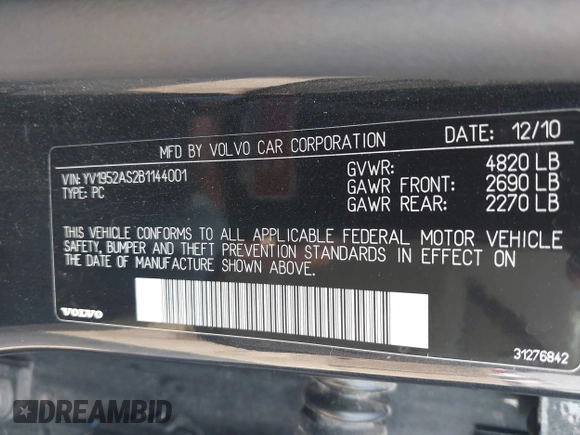 MFD BY VOLVO CAR CORPORATION DATE: 12/10
VIN: YV1952AS2B1144001
TYPE: PC
GVWR: 4820 LB
GAWR FRONT: 2690 LB
GAWR REAR: 2270 LB
THIS VEHICLE CONFORMS TO ALL APPLICABLE FEDERAL MOTOR VEHICLE
SAFETY, BUMPER AND THEFT PREVENTION STANDARDS IN EFFECT ON
THE DATE OF MANUFACTURE SHOWN ABOVE.
VOLVO
31276842
DREAMBID